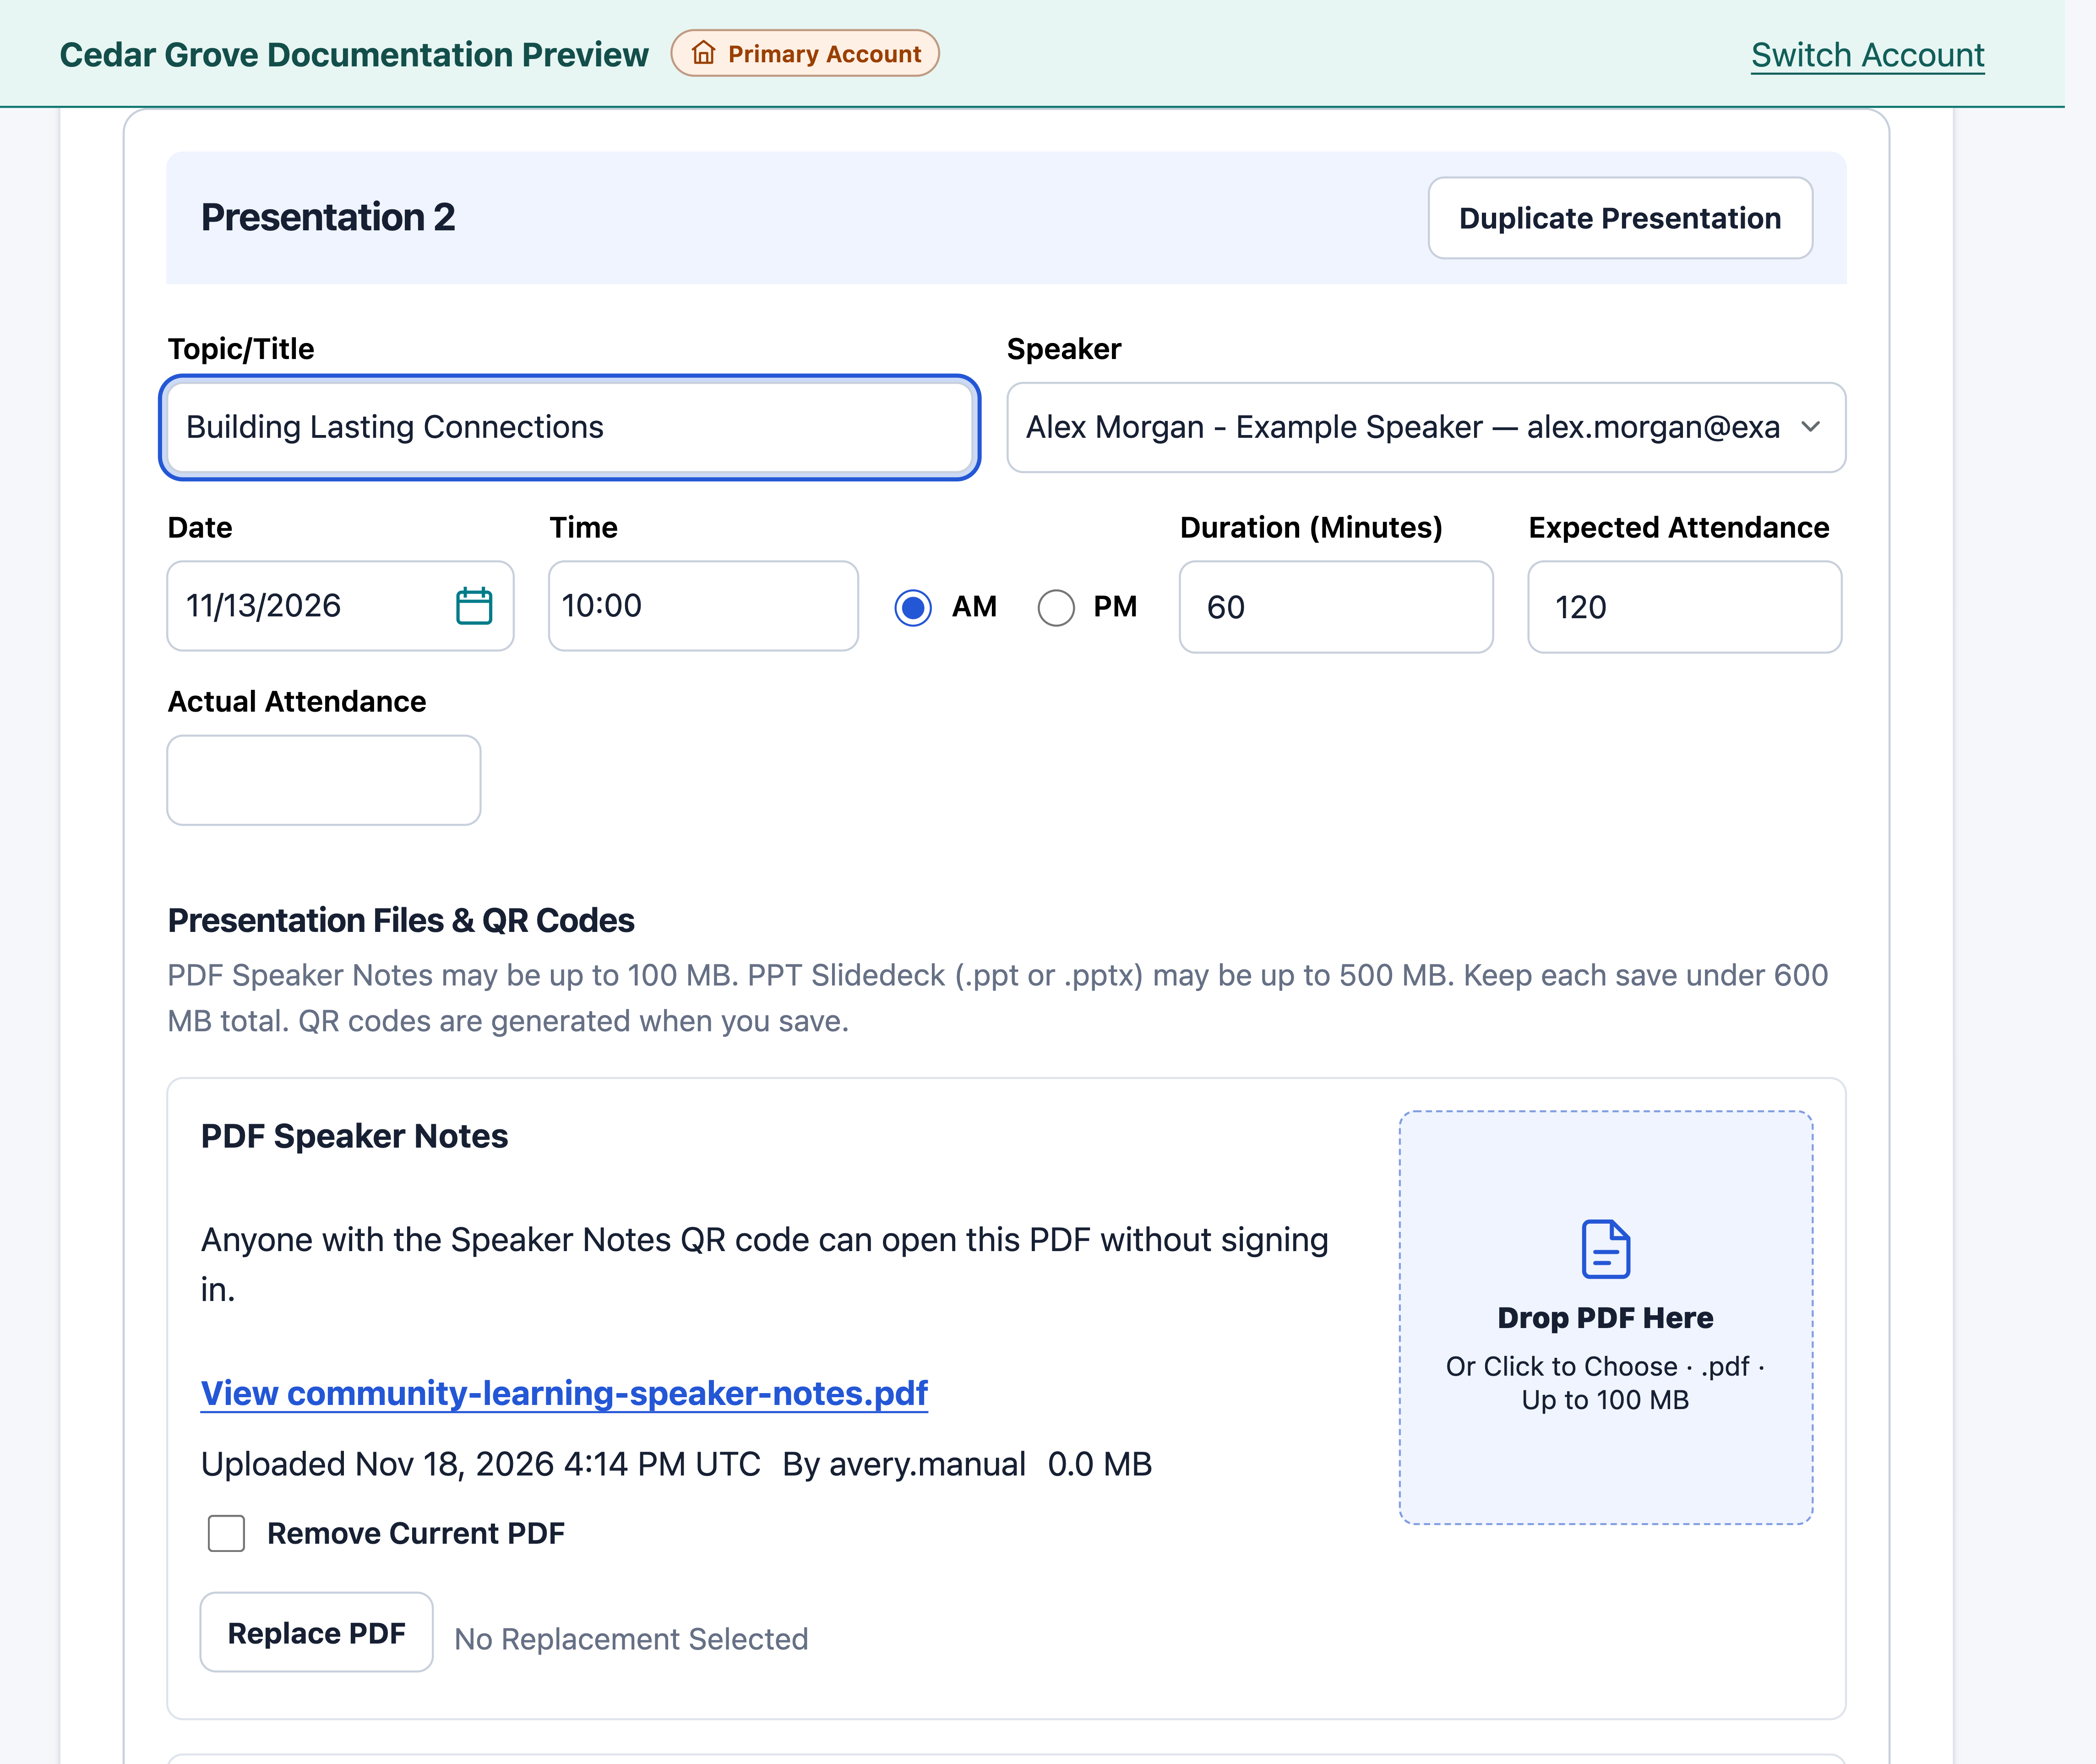 Cedar Grove Documentation Preview
Primary Account
Switch Account
Presentation 2
Duplicate Presentation
Topic/Title
Speaker
Building Lasting Connections
Alex Morgan - Example Speaker — alex.morgan@exa
Date
Time
Duration (Minutes)
Expected Attendance
11/13/2026
10:00
AM
PM
60
120
Actual Attendance
Presentation Files & QR Codes
PDF Speaker Notes may be up to 100 MB. PPT Slidedeck (.ppt or .pptx) may be up to 500 MB. Keep each save under 600
MB total. QR codes are generated when you save.
PDF Speaker Notes
Anyone with the Speaker Notes QR code can open this PDF without signing
in.
View community-learning-speaker-notes.pdf
Uploaded Nov 18, 2026 4:14 PM UTC By avery.manual 0.0 MB
Remove Current PDF
Replace PDF
No Replacement Selected
Drop PDF Here
Or Click to Choose · .pdf ·
Up to 100 MB